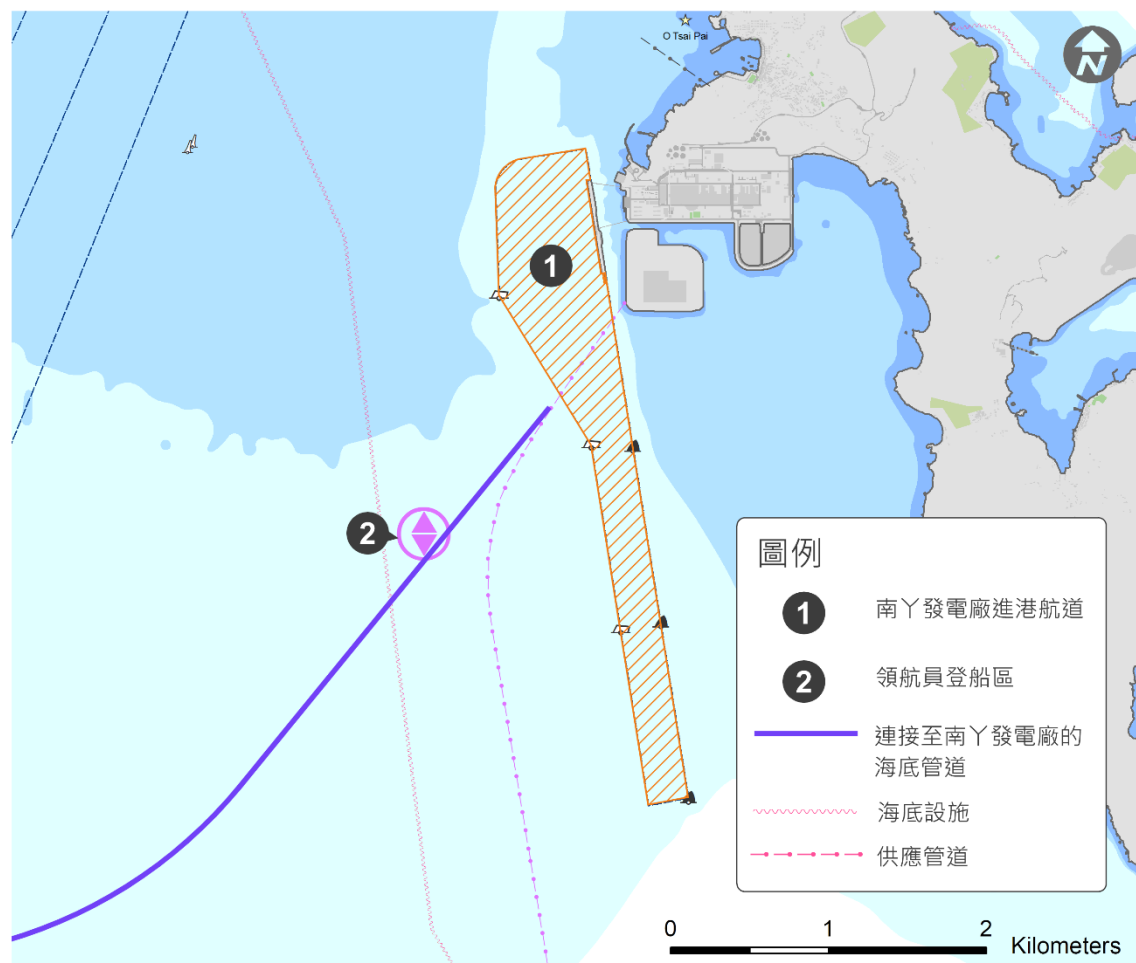 O Tsai Pai
N
1
2
圖例
1 南丫發電廠進港航道
2 領航員登船區
連接至南丫發電廠的
海底管道
海底設施
供應管道
0 1 2
Kilometers